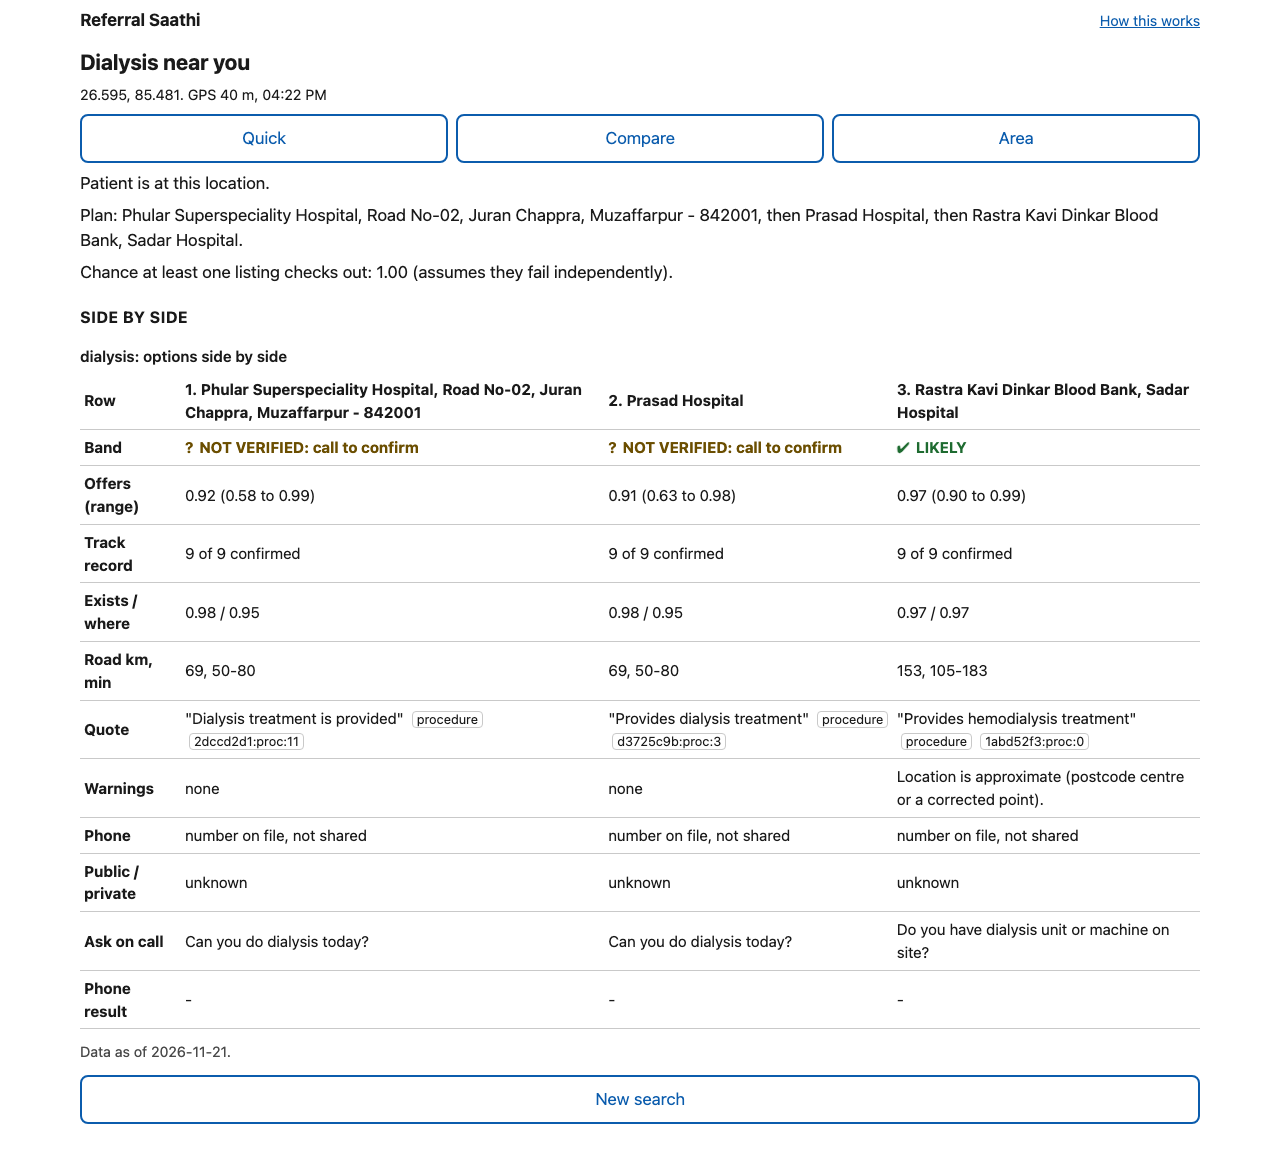 Referral Saathi
How this works
Dialysis near you
26.595, 85.481. GPS 40 m, 04:22 PM
Quick
Compare
Area
Patient is at this location.
Plan: Phular Superspeciality Hospital, Road No-02, Juran Chappra, Muzaffarpur - 842001, then Prasad Hospital, then Rastra Kavi Dinkar Blood
Bank, Sadar Hospital.
Chance at least one listing checks out: 1.00 (assumes they fail independently).
SIDE BY SIDE
dialysis: options side by side
Row
1. Phular Superspeciality Hospital, Road No-02, Juran
Chappra, Muzaffarpur - 842001
2. Prasad Hospital
3. Rastra Kavi Dinkar Blood Bank, Sadar
Hospital
Band
? NOT VERIFIED: call to confirm
? NOT VERIFIED: call to confirm
✔ LIKELY
Offers
(range)
0.92 (0.58 to 0.99)
0.91 (0.63 to 0.98)
0.97 (0.90 to 0.99)
Track
record
9 of 9 confirmed
9 of 9 confirmed
9 of 9 confirmed
Exists /
where
0.98 / 0.95
0.98 / 0.95
0.97 / 0.97
Road km,
min
69, 50-80
69, 50-80
153, 105-183
Quote
"Dialysis treatment is provided" procedure
2dccd2d1:proc:11
"Provides dialysis treatment" procedure
d3725c9b:proc:3
"Provides hemodialysis treatment"
procedure 1abd52f3:proc:0
Warnings
none
none
Location is approximate (postcode centre
or a corrected point).
Phone
number on file, not shared
number on file, not shared
number on file, not shared
Public /
private
unknown
unknown
unknown
Ask on call
Can you do dialysis today?
Can you do dialysis today?
Do you have dialysis unit or machine on
site?
Phone
result
-
-
-
Data as of 2026-11-21.
New search